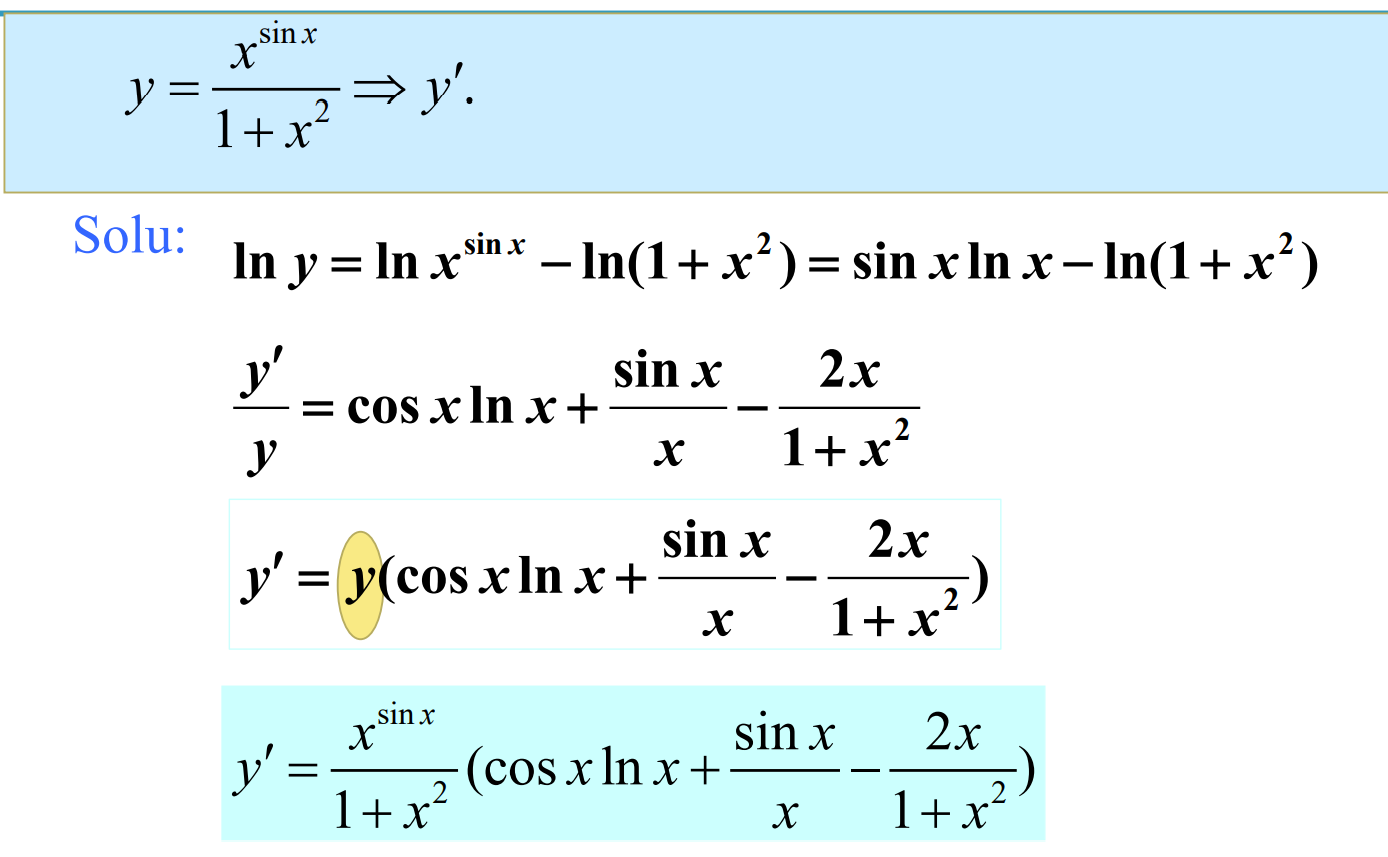 y = \frac{x^{\sin x}}{1+x^2} ⇒ y′.
Solu: ln y = ln x^{sin x} − ln(1+ x^2) = sin x ln x − ln(1+ x^2)
\frac{y′}{y} = cos x ln x + \frac{\sin x}{x} − \frac{2x}{1+x^2}
y′ = y(cos x ln x + \frac{\sin x}{x} − \frac{2x}{1+x^2})
y′ = \frac{x^{\sin x}}{1+x^2}(cos x ln x + \frac{\sin x}{x} − \frac{2x}{1+x^2})